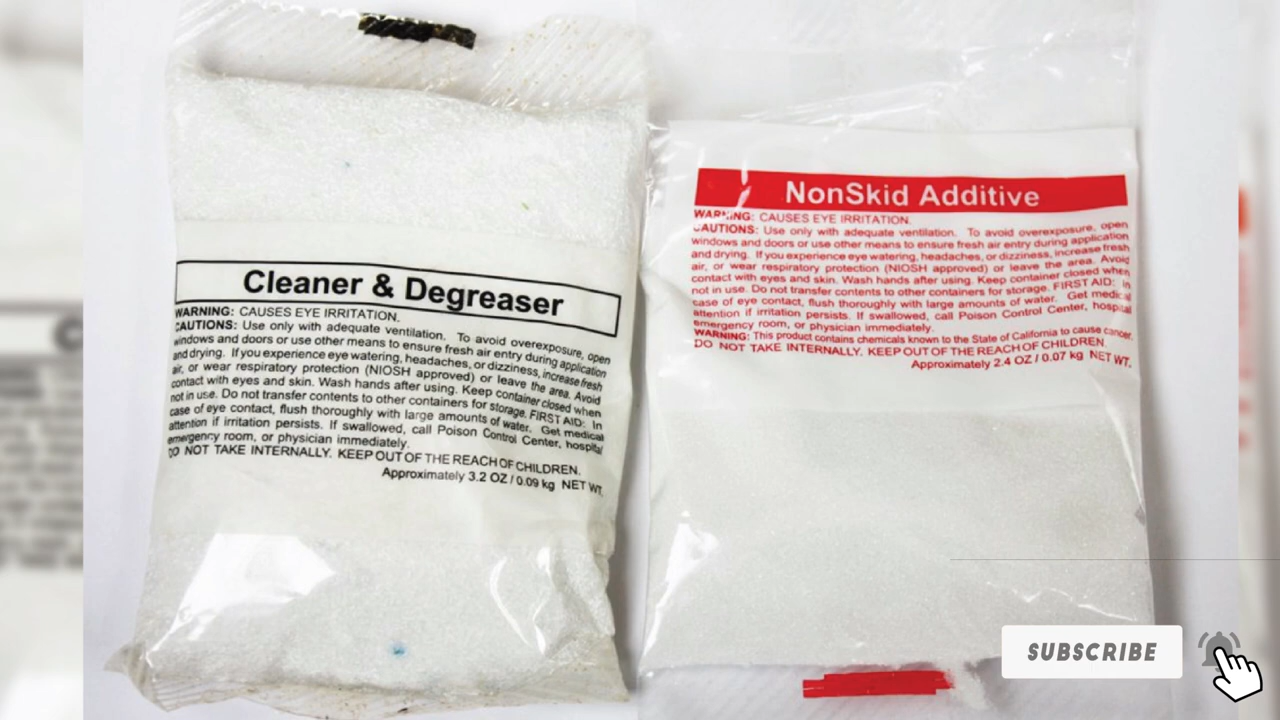 Cleaner & Degreaser
WARNING: CAUSES EYE IRRITATION.
CAUTIONS: Use only with adequate ventilation. To avoid overexposure, open
windows and doors or use other means to ensure fresh air entry during application
and drying. If you experience eye watering, headaches, or dizziness, increase fresh
air, or wear respiratory protection (NIOSH approved) or leave the area. Avoid
contact with eyes and skin. Wash hands after using. Keep container closed when
not in use. Do not transfer contents to other containers for storage. FIRST AID: In
case of eye contact, flush thoroughly with large amounts of water. Get medical
attention if irritation persists. If swallowed, call Poison Control Center, hospital
emergency room, or physician immediately.
DO NOT TAKE INTERNALLY. KEEP OUT OF THE REACH OF CHILDREN.
Approximately 3.2 OZ / 0.09 kg NET WT.
NonSkid Additive
WARNING: CAUSES EYE IRRITATION.
CAUTIONS: Use only with adequate ventilation. To avoid overexposure, open
windows and doors or use other means to ensure fresh air entry during application
and drying. If you experience eye watering, headaches, or dizziness, increase fresh
air, or wear respiratory protection (NIOSH approved) or leave the area. Avoid
contact with eyes and skin. Wash hands after using. Keep container closed when
not in use. Do not transfer contents to other containers for storage. FIRST AID: In
case of eye contact, flush thoroughly with large amounts of water. Get medical
attention if irritation persists. If swallowed, call Poison Control Center, hospital
emergency room, or physician immediately.
WARNING: This product contains chemicals known to the State of California to cause cancer.
DO NOT TAKE INTERNALLY. KEEP OUT OF THE REACH OF CHILDREN.
Approximately 2.4 OZ / 0.07 kg NET WT.
SUBSCRIBE